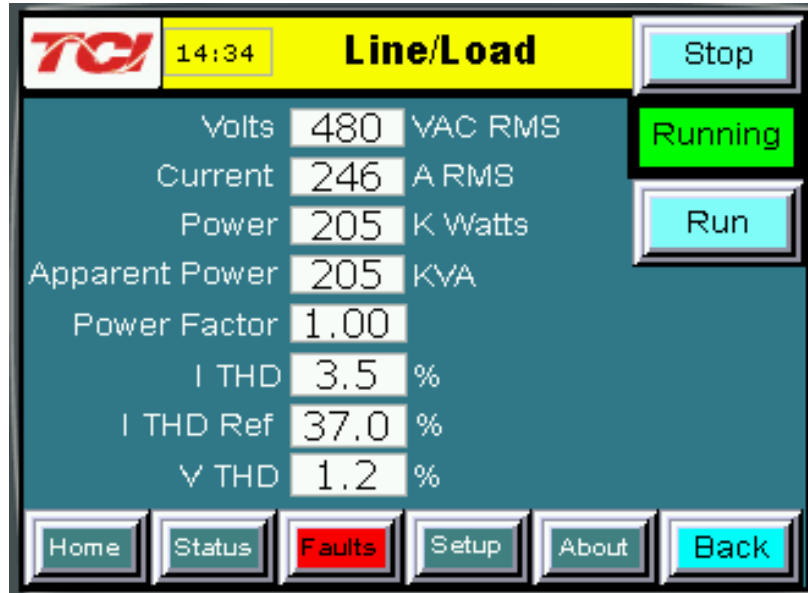 TCI 14:34 Line/Load Stop
Volts 480 VAC RMS Running
Current 246 A RMS
Power 205 K Watts Run
Apparent Power 205 KVA
Power Factor 1.00
I THD 3.5 %
I THD Ref 37.0 %
V THD 1.2 %
Home Status Faults Setup About Back